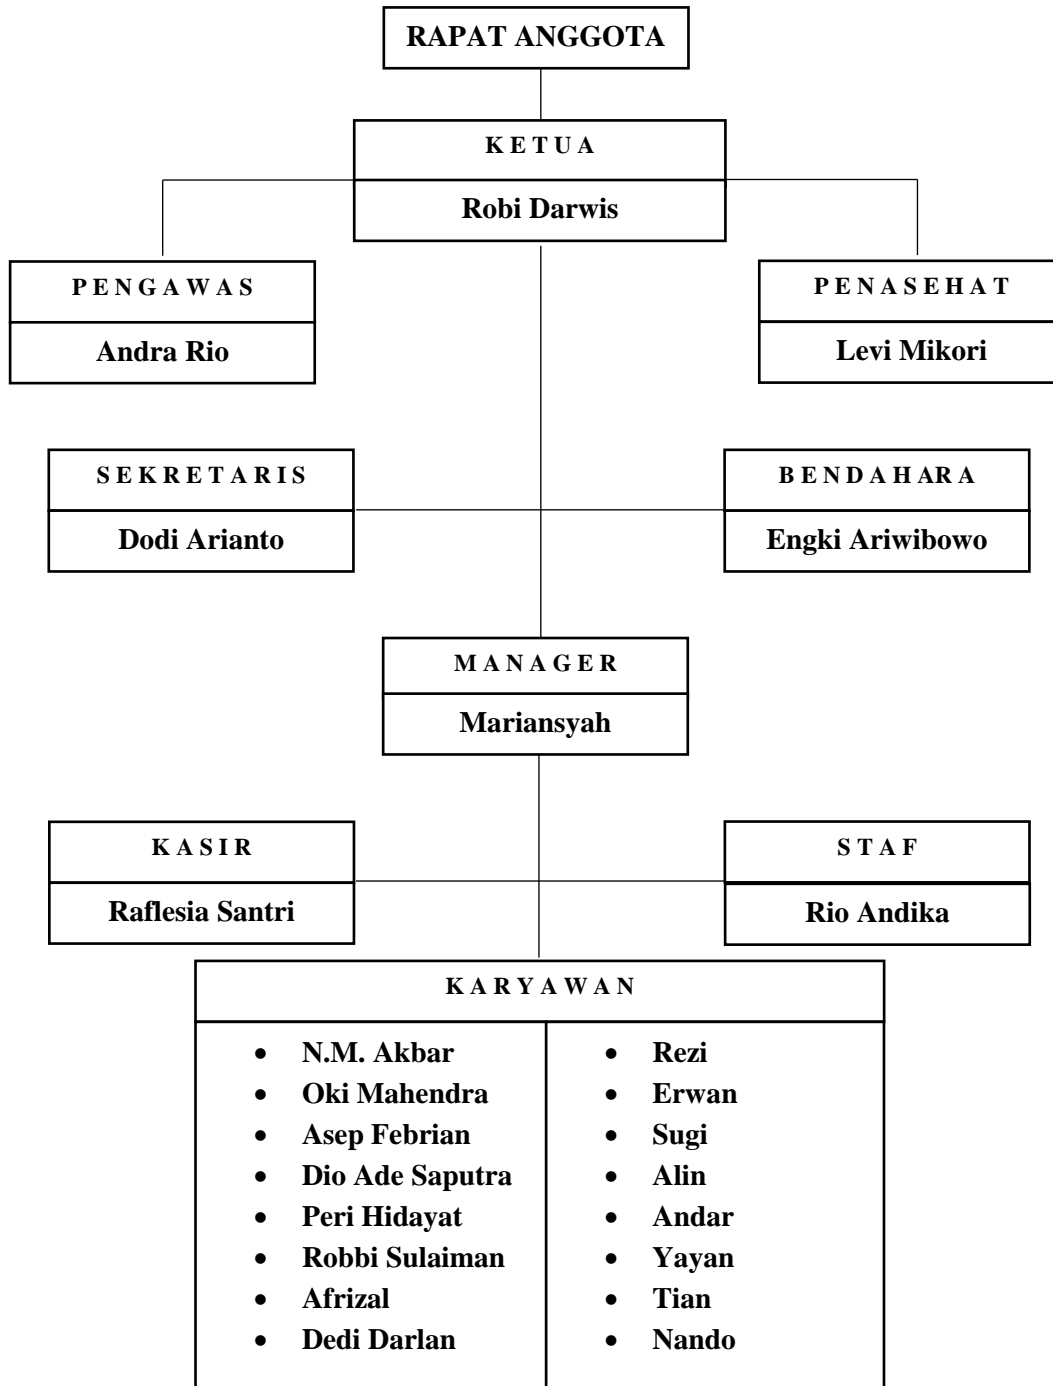 RAPAT ANGGOTA
K E T U A
Robi Darwis
P E N G A W A S
Andra Rio
P E N A S E H A T
Levi Mikori
S E K R E T A R I S
Dodi Arianto
B E N D A H AR A
Engki Ariwibowo
M A N A G E R
Mariansyah
K A S I R
Raflesia Santri
S T A F
Rio Andika
K A R Y A W A N
• N.M. Akbar
• Oki Mahendra
• Asep Febrian
• Dio Ade Saputra
• Peri Hidayat
• Robbi Sulaiman
• Afrizal
• Dedi Darlan
• Rezi
• Erwan
• Sugi
• Alin
• Andar
• Yayan
• Tian
• Nando